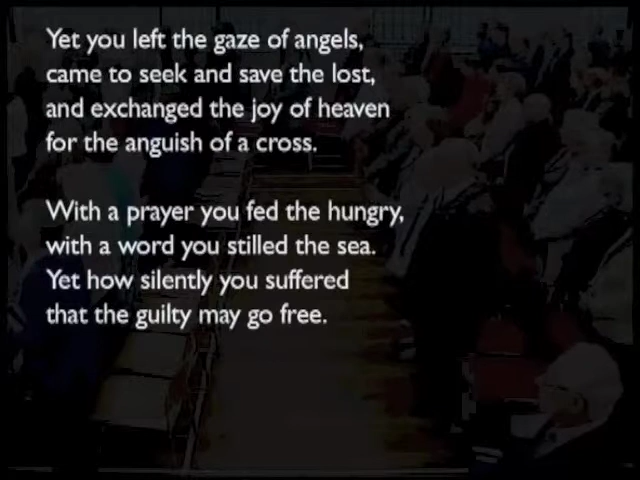 Yet you left the gaze of angels,
came to seek and save the lost,
and exchanged the joy of heaven
for the anguish of a cross.
With a prayer you fed the hungry,
with a word you stilled the sea.
Yet how silently you suffered
that the guilty may go free.